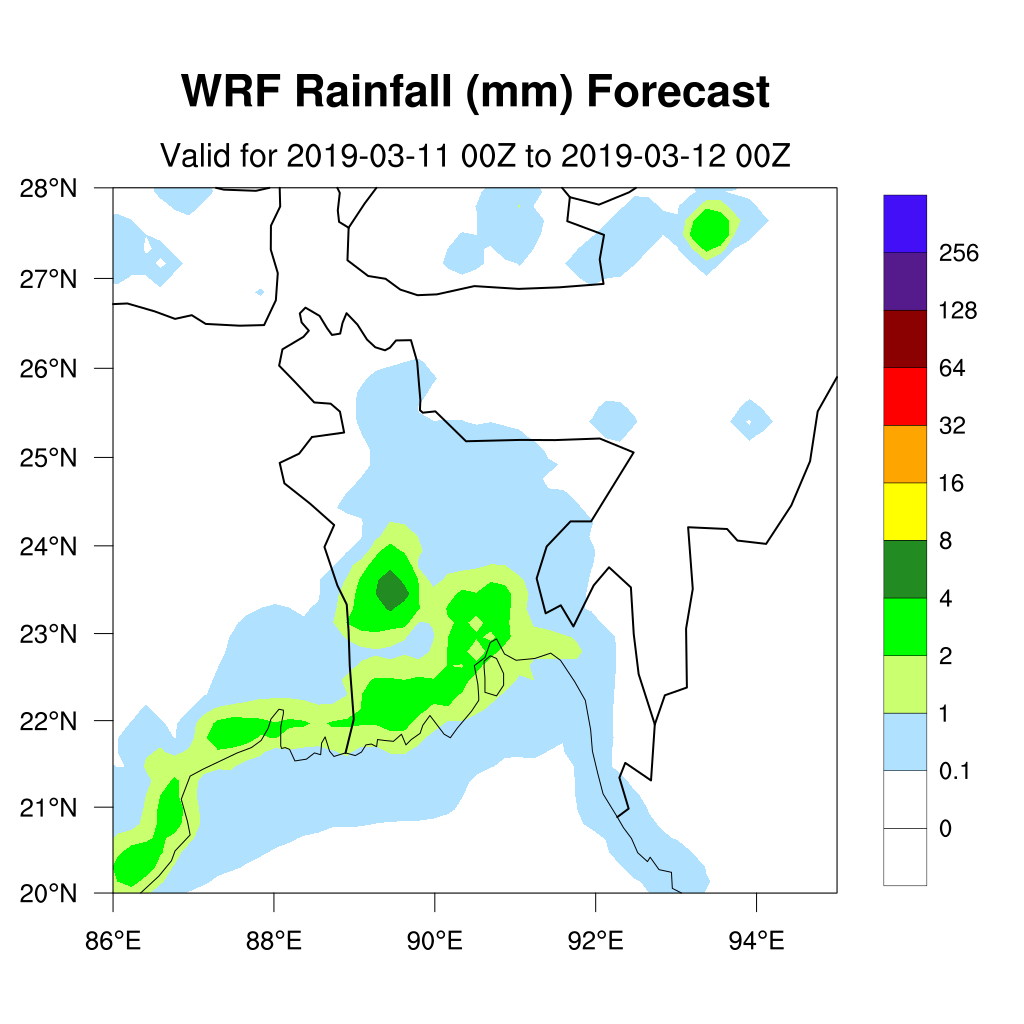 WRF Rainfall (mm) Forecast
Valid for 2019-03-11 00Z to 2019-03-12 00Z
28°N
27°N
26°N
25°N
24°N
23°N
22°N
21°N
20°N
86°E 88°E 90°E 92°E 94°E
256
128
64
32
16
8
4
2
1
0.1
0